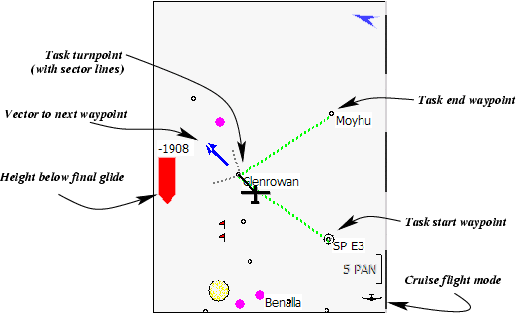 Task turnpoint
(with sector lines)
Vector to next waypoint
Height below final glide
-1908
Glenrowan
Moyhu
SP E3
5 PAN
Benalla
Task end waypoint
Task start waypoint
Cruise flight mode